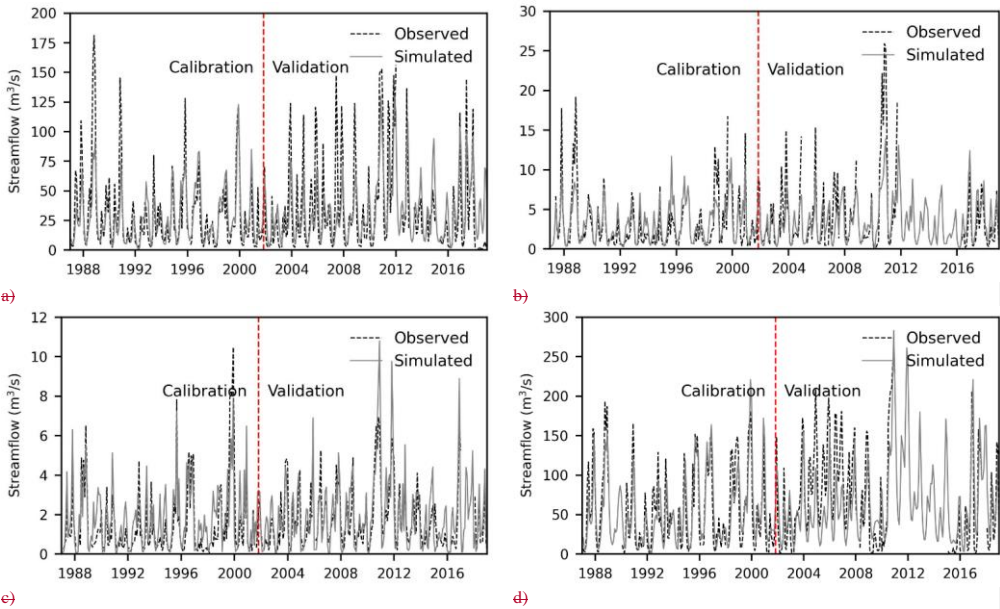 200
175
150
125
100
75
50
25
0
Streamflow (m³/s)
Observed
Simulated
Calibration
Validation
1988 1992 1996 2000 2004 2008 2012 2016
a)
30
25
20
15
10
5
0
Observed
Simulated
Calibration
Validation
1988 1992 1996 2000 2004 2008 2012 2016
b)
12
10
8
6
4
2
0
Streamflow (m³/s)
Observed
Simulated
Calibration
Validation
1988 1992 1996 2000 2004 2008 2012 2016
c)
300
250
200
150
100
50
0
Streamflow (m³/s)
Observed
Simulated
Calibration
Validation
1988 1992 1996 2000 2004 2008 2012 2016
d)